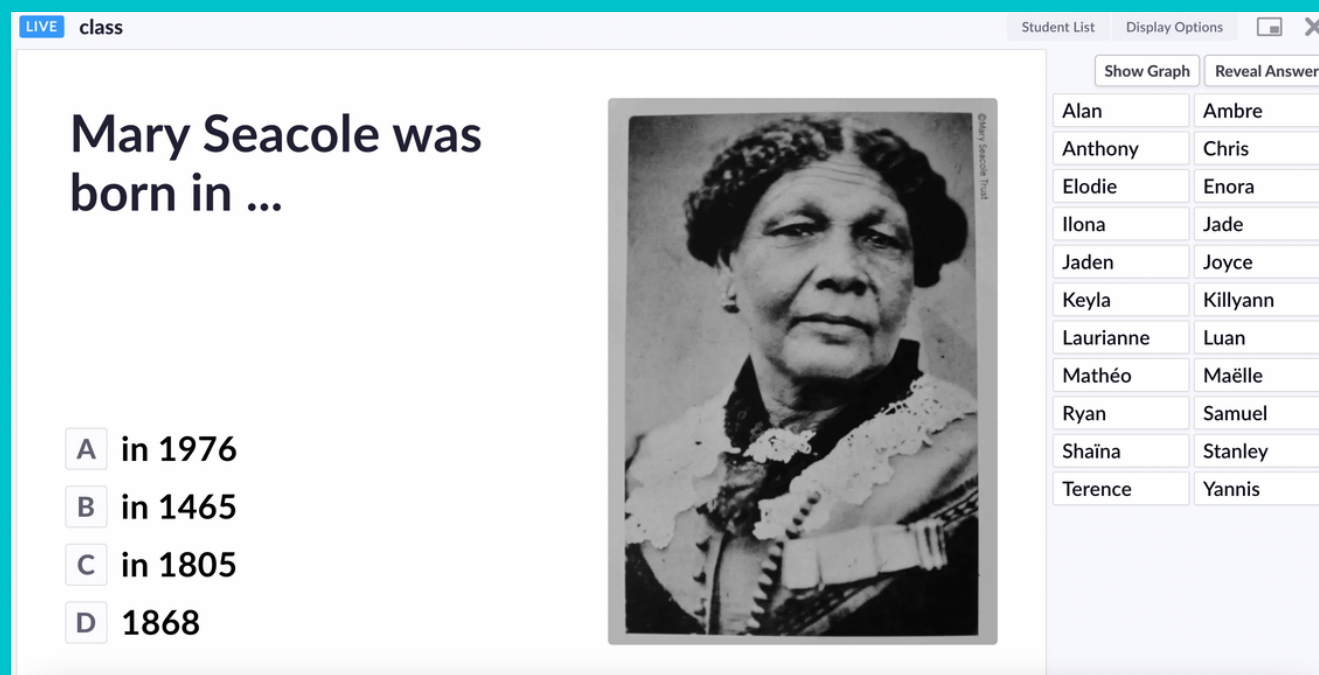 LIVE class
Student List Display Options
Mary Seacole was
born in ...
A in 1976
B in 1465
C in 1805
D 1868
©Mary Seacole Trust
Show Graph Reveal Answer
Alan Ambre
Anthony Chris
Elodie Enora
Ilona Jade
Jaden Joyce
Keyla Killyann
Laurianne Luan
Mathéo Maëlle
Ryan Samuel
Shaïna Stanley
Terence Yannis